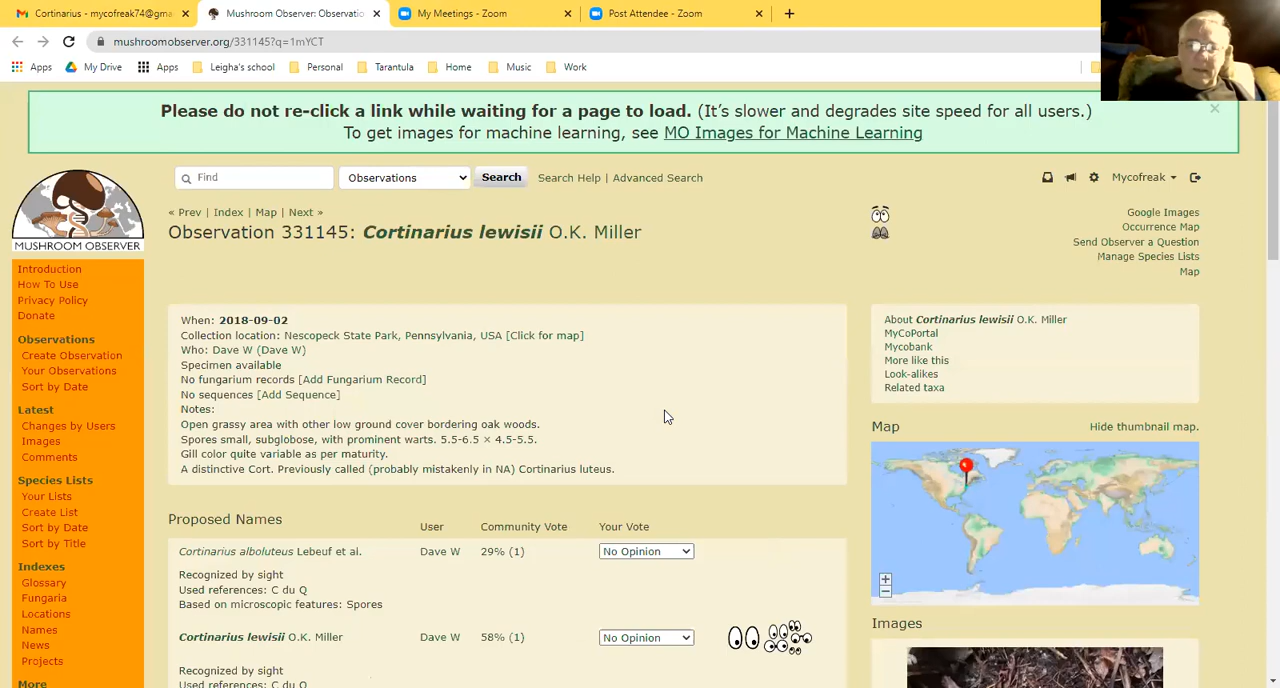 Cortinarius - mycofreak74@gma
Mushroom Observer: Observatio
My Meetings - Zoom
Post Attendee - Zoom
mushroomobserver.org/331145?q=1mYCT
Apps My Drive Apps Leigha's school Personal Tarantula Home Music Work
Please do not re-click a link while waiting for a page to load. (It's slower and degrades site speed for all users.)
To get images for machine learning, see MO Images for Machine Learning
Find Observations Search Search Help | Advanced Search Mycofreak
« Prev | Index | Map | Next »
Observation 331145: Cortinarius lewisii O.K. Miller
Google Images
Occurrence Map
Send Observer a Question
Manage Species Lists
Map
MUSHROOM OBSERVER
Introduction
How To Use
Privacy Policy
Donate
Observations
Create Observation
Your Observations
Sort by Date
Latest
Changes by Users
Images
Comments
Species Lists
Your Lists
Create List
Sort by Date
Sort by Title
Indexes
Glossary
Fungaria
Locations
Names
News
Projects
More
When: 2018-09-02
Collection location: Nescopeck State Park, Pennsylvania, USA [Click for map]
Who: Dave W (Dave W)
Specimen available
No fungarium records [Add Fungarium Record]
No sequences [Add Sequence]
Notes:
Open grassy area with other low ground cover bordering oak woods.
Spores small, subglobose, with prominent warts. 5.5-6.5 × 4.5-5.5.
Gill color quite variable as per maturity.
A distinctive Cort. Previously called (probably mistakenly in NA) Cortinarius luteus.
Proposed Names User Community Vote Your Vote
Cortinarius alboluteus Lebeuf et al. Dave W 29% (1) No Opinion
Recognized by sight
Used references: C du Q
Based on microscopic features: Spores
Cortinarius lewisii O.K. Miller Dave W 58% (1) No Opinion
Recognized by sight
Used references: C du Q
About Cortinarius lewisii O.K. Miller
MyCoPortal
Mycobank
More like this
Look-alikes
Related taxa
Map Hide thumbnail map.
+
−
Images